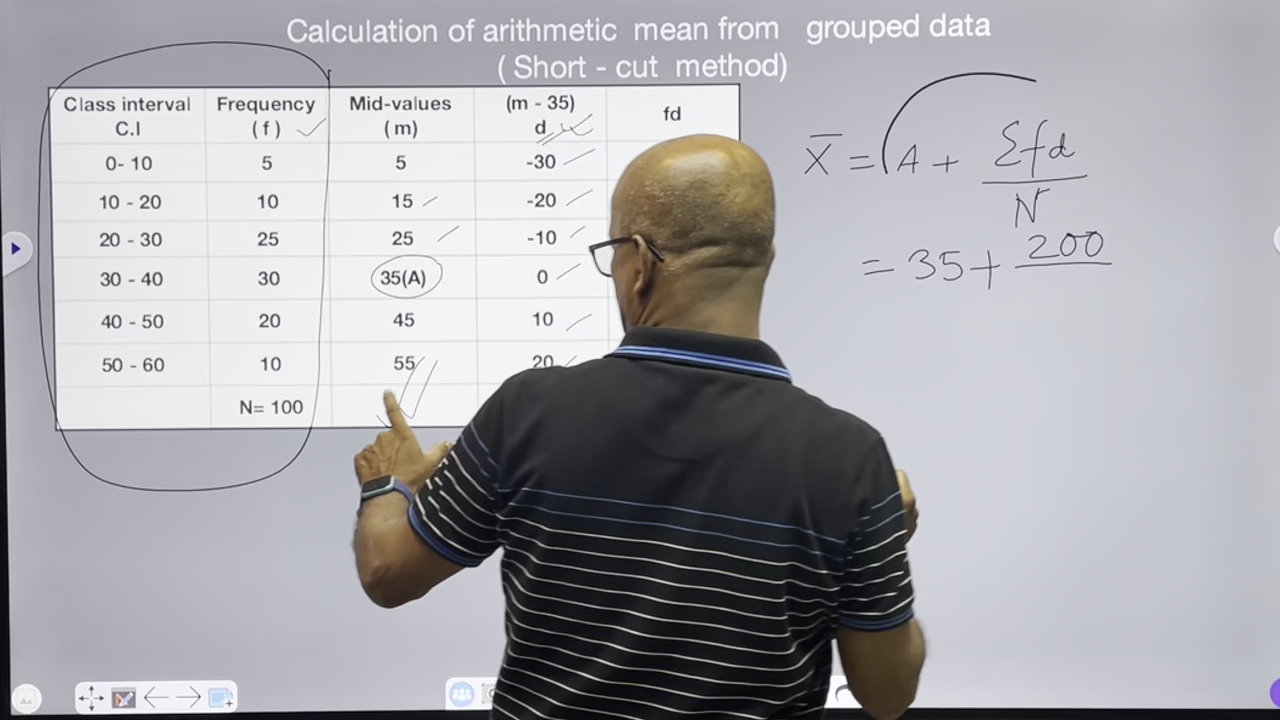 Calculation of arithmetic mean from grouped data
( Short - cut method)
Class interval C.I Frequency ( f ) Mid-values ( m ) (m - 35) d fd
0- 10 5 5 -30
10 - 20 10 15 -20
20 - 30 25 25 -10
30 - 40 30 35(A) 0
40 - 50 20 45 10
50 - 60 10 55 20
N= 100
X̅ = A + Σfd / N
= 35 + 200